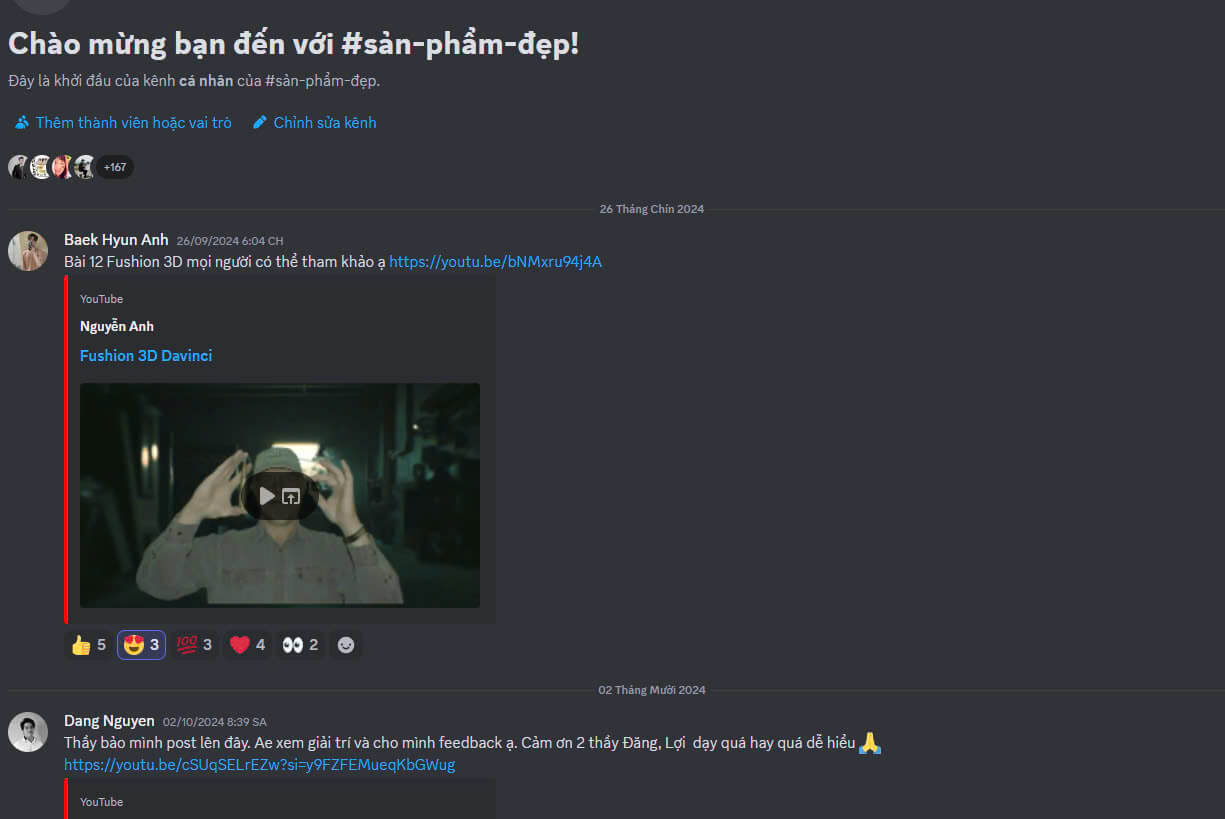 Chào mừng bạn đến với #sản-phẩm-đẹp!
Đây là khởi đầu của kênh cá nhân của #sản-phẩm-đẹp.
Thêm thành viên hoặc vai trò Chỉnh sửa kênh
+167
26 Tháng Chín 2024
Baek Hyun Anh 26/09/2024 6:04 CH
Bài 12 Fushion 3D mọi người có thể tham khảo ạ https://youtu.be/bNMxru94j4A
YouTube
Nguyễn Anh
Fushion 3D Davinci
👍 5 😍 3 💯 3 ❤️ 4 👀 2
02 Tháng Mười 2024
Dang Nguyen 02/10/2024 8:39 SA
Thầy bảo mình post lên đây. Ae xem giải trí và cho mình feedback ạ. Cảm ơn 2 thầy Đăng, Lợi dạy quá hay quá dễ hiểu 🙏
https://youtu.be/cSUqSELrEZw?si=y9FZFEMueqKbGWug
YouTube